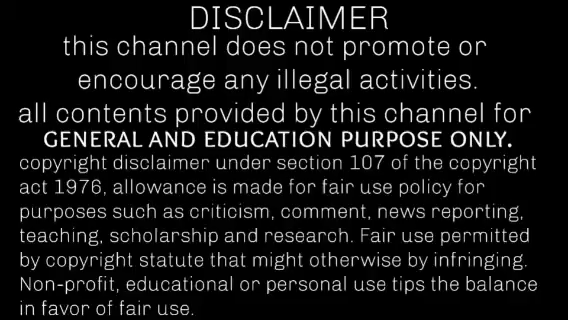 DISCLAIMER
this channel does not promote or
encourage any illegal activities.
all contents provided by this channel for
GENERAL AND EDUCATION PURPOSE ONLY.
copyright disclaimer under section 107 of the copyright
act 1976, allowance is made for fair use policy for
purposes such as criticism, comment, news reporting,
teaching, scholarship and research. Fair use permitted
by copyright statute that might otherwise by infringing.
Non-profit, educational or personal use tips the balance
in favor of fair use.